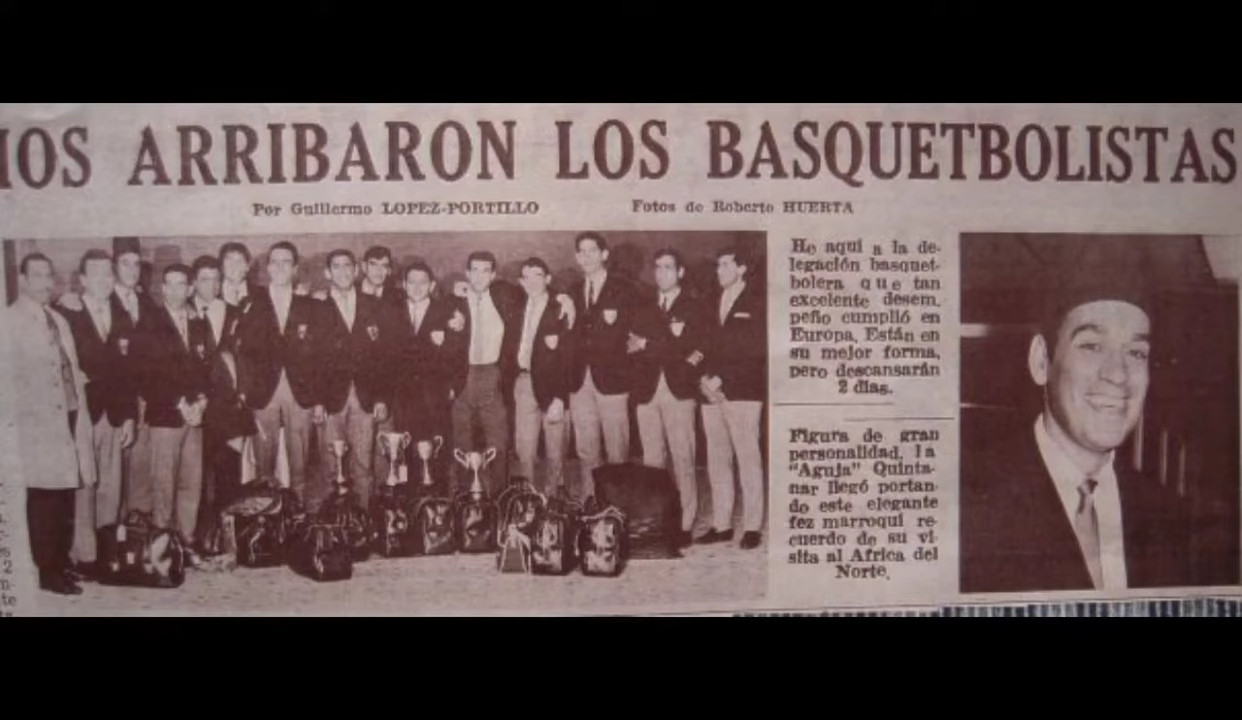 IOS ARRIBARON LOS BASQUETBOLISTAS
Por Guillermo LOPEZ-PORTILLO
Fotos de Roberto HUERTA
He aquí a la de-
legación basquet-
bolera que tan
excelente desem.
peño cumplió en
Europa. Están en
su mejor forma,
pero descansarán
2 días.
Figura de gran
personalidad, la
"Aguja" Quinta-
nar llegó portan-
do este elegante
fez marroquí re-
cuerdo de su vi-
sita al Africa del
Norte.